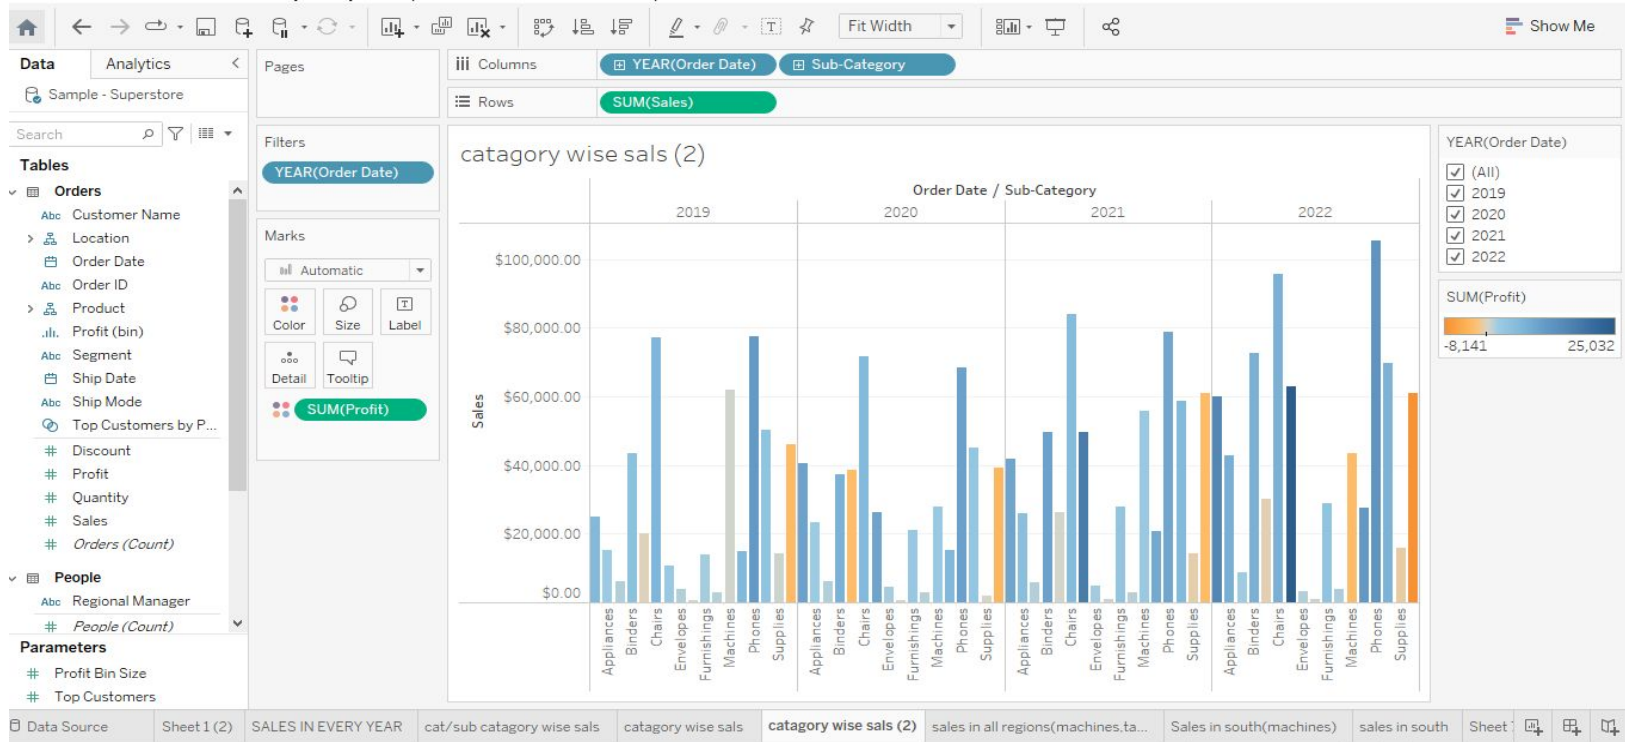 Fit Width
Show Me
Data
Analytics
Sample - Superstore
Search
Tables
Orders
Abc Customer Name
Location
Order Date
Abc Order ID
Product
Profit (bin)
Abc Segment
Ship Date
Abc Ship Mode
Top Customers by P...
# Discount
# Profit
# Quantity
# Sales
# Orders (Count)
People
Abc Regional Manager
# People (Count)
Parameters
# Profit Bin Size
# Top Customers
Pages
Filters
YEAR(Order Date)
Marks
Automatic
Color
Size
Label
Detail
Tooltip
SUM(Profit)
Columns
YEAR(Order Date)
Sub-Category
Rows
SUM(Sales)
catagory wise sals (2)
Order Date / Sub-Category
2019
2020
2021
2022
Sales
$100,000.00
$80,000.00
$60,000.00
$40,000.00
$20,000.00
$0.00
Appliances
Binders
Chairs
Envelopes
Furnishings
Machines
Phones
Supplies
Appliances
Binders
Chairs
Envelopes
Furnishings
Machines
Phones
Supplies
Appliances
Binders
Chairs
Envelopes
Furnishings
Machines
Phones
Supplies
Appliances
Binders
Chairs
Envelopes
Furnishings
Machines
Phones
Supplies
YEAR(Order Date)
(All)
2019
2020
2021
2022
SUM(Profit)
-8,141
25,032
Data Source
Sheet 1 (2)
SALES IN EVERY YEAR
cat/sub catagory wise sals
catagory wise sals
catagory wise sals (2)
sales in all regions(machines,ta...
Sales in south(machines)
sales in south
Sheet